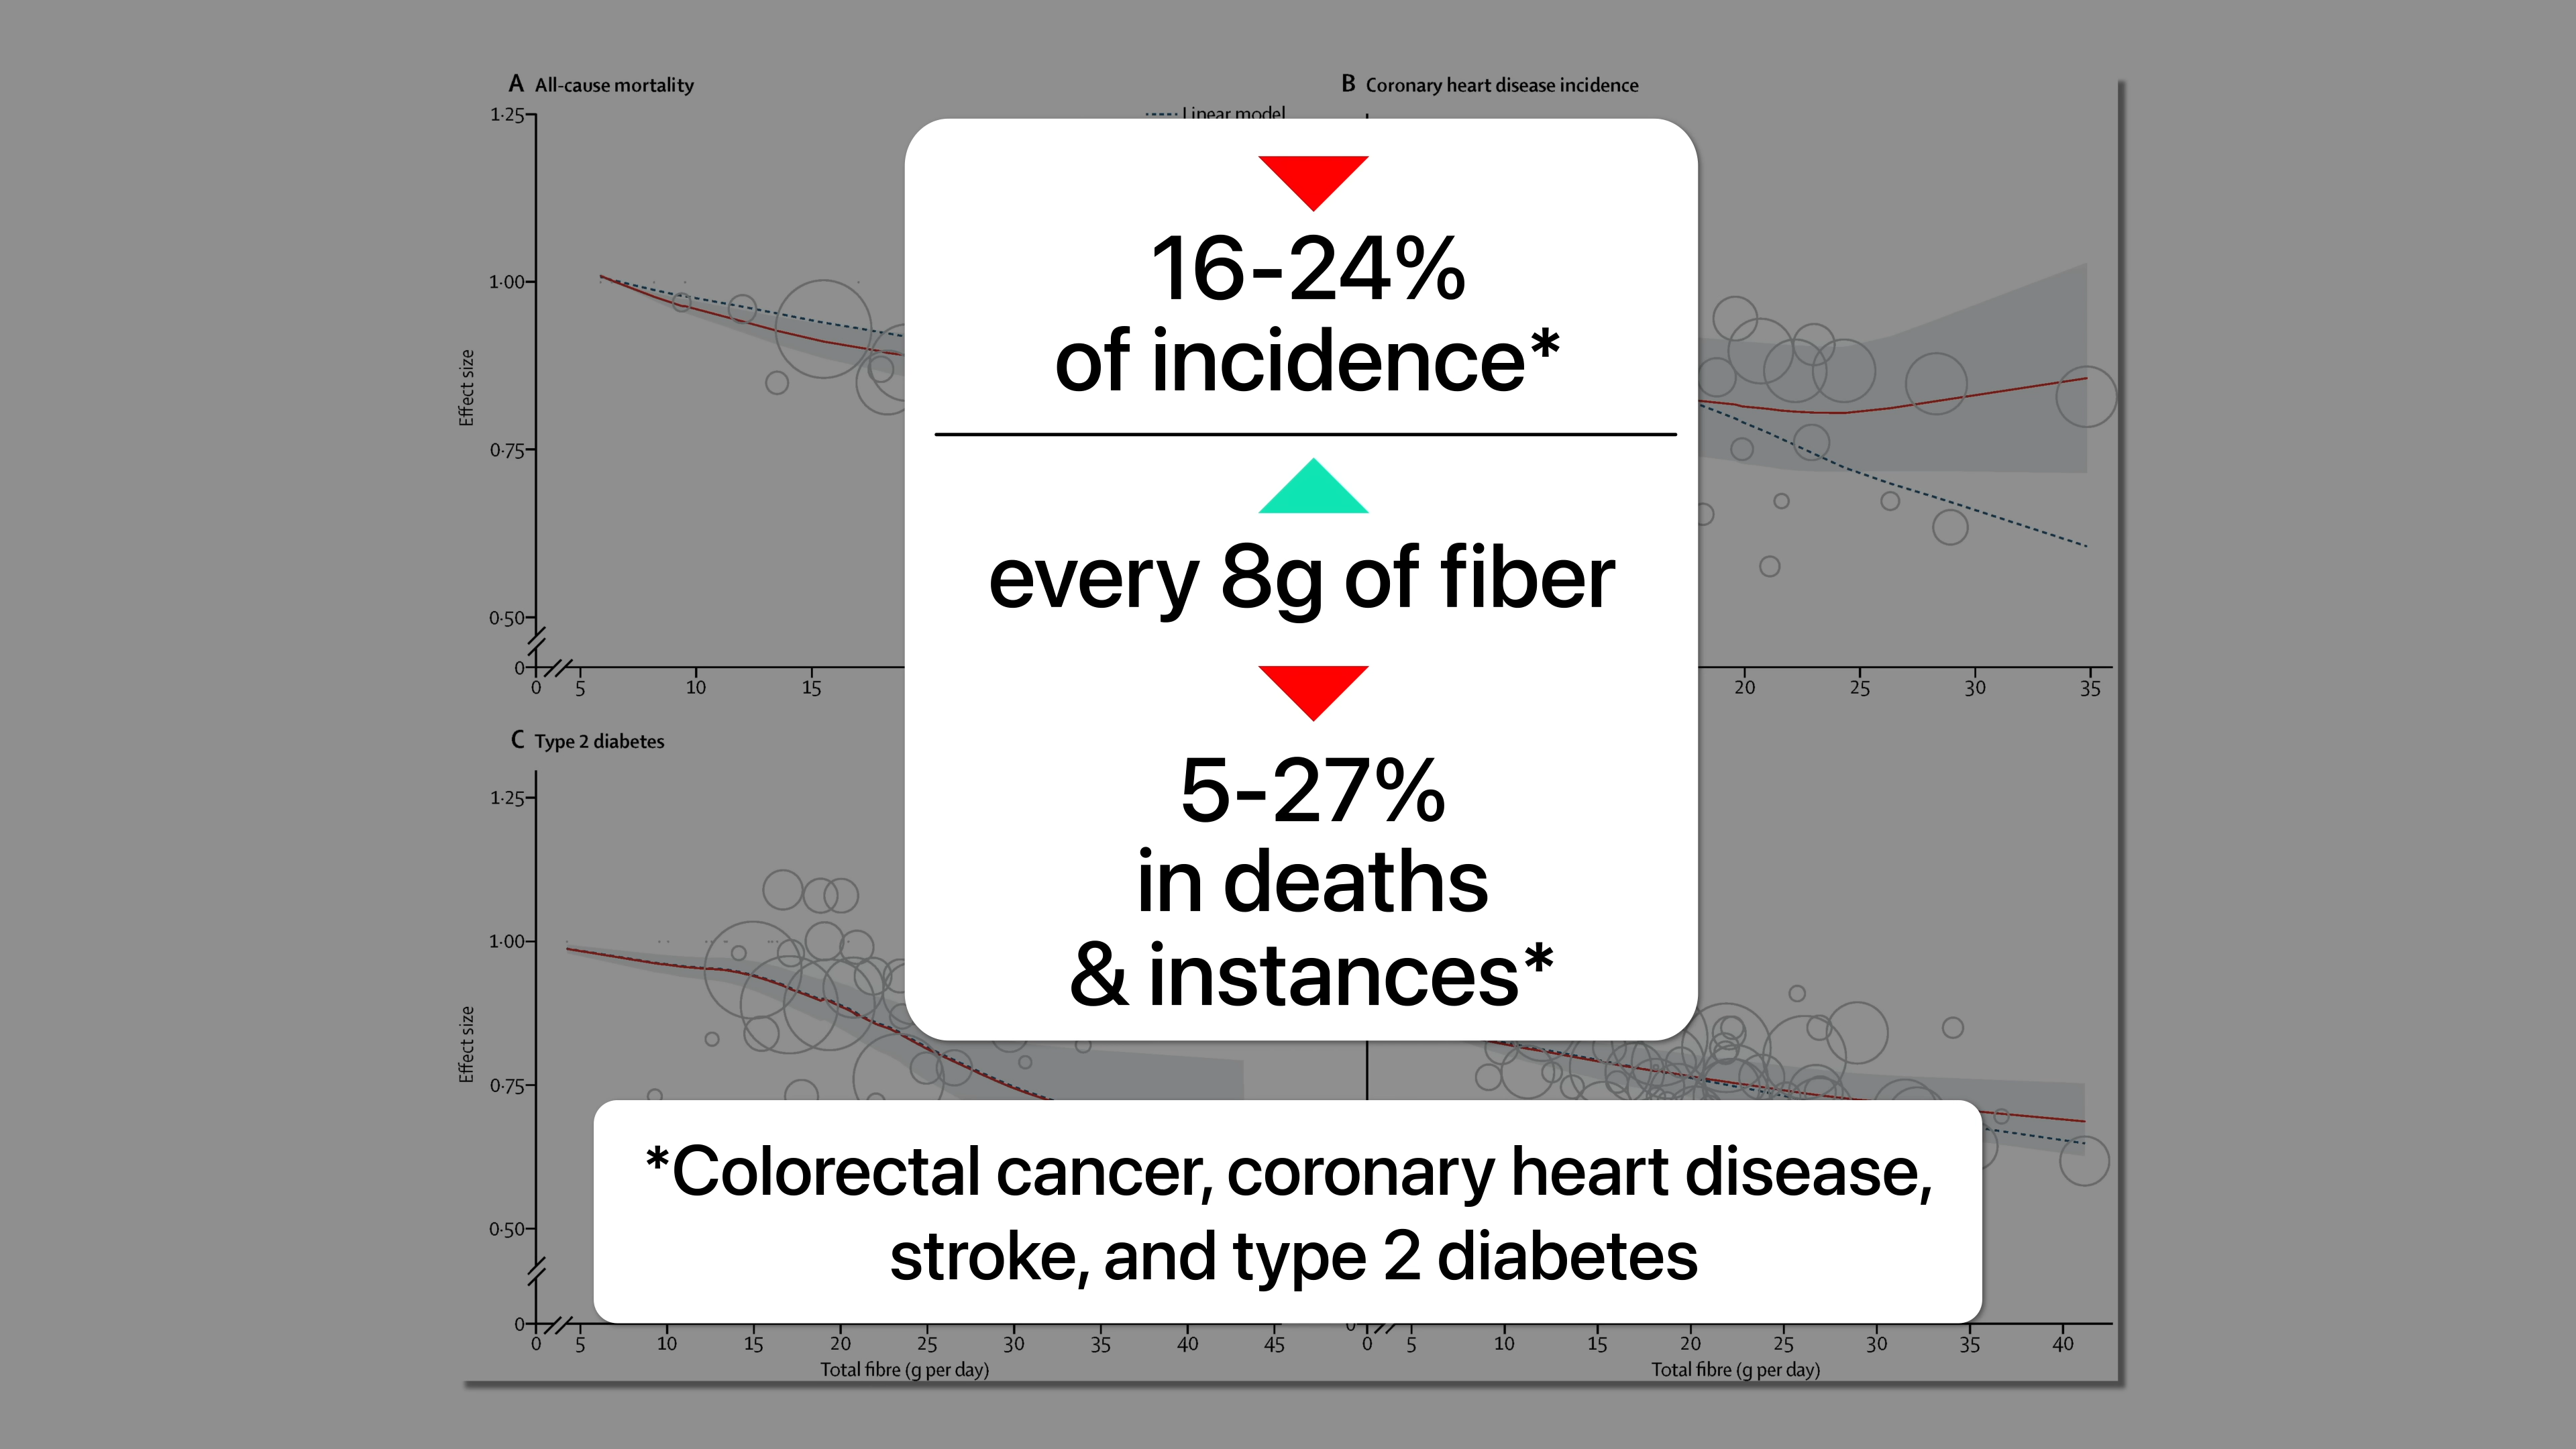 A All-cause mortality
1·25
Linear model
1·00
0·75
0·50
0
Effect size
0 5 10 15
B Coronary heart disease incidence
20 25 30 35
C Type 2 diabetes
1·25
1·00
0·75
0·50
0
Effect size
0 5 10 15 20 25 30 35 40 45
Total fibre (g per day)
0
0 5 10 15 20 25 30 35 40
Total fibre (g per day)
16-24%
of incidence*
every 8g of fiber
5-27%
in deaths
& instances*
*Colorectal cancer, coronary heart disease,
stroke, and type 2 diabetes